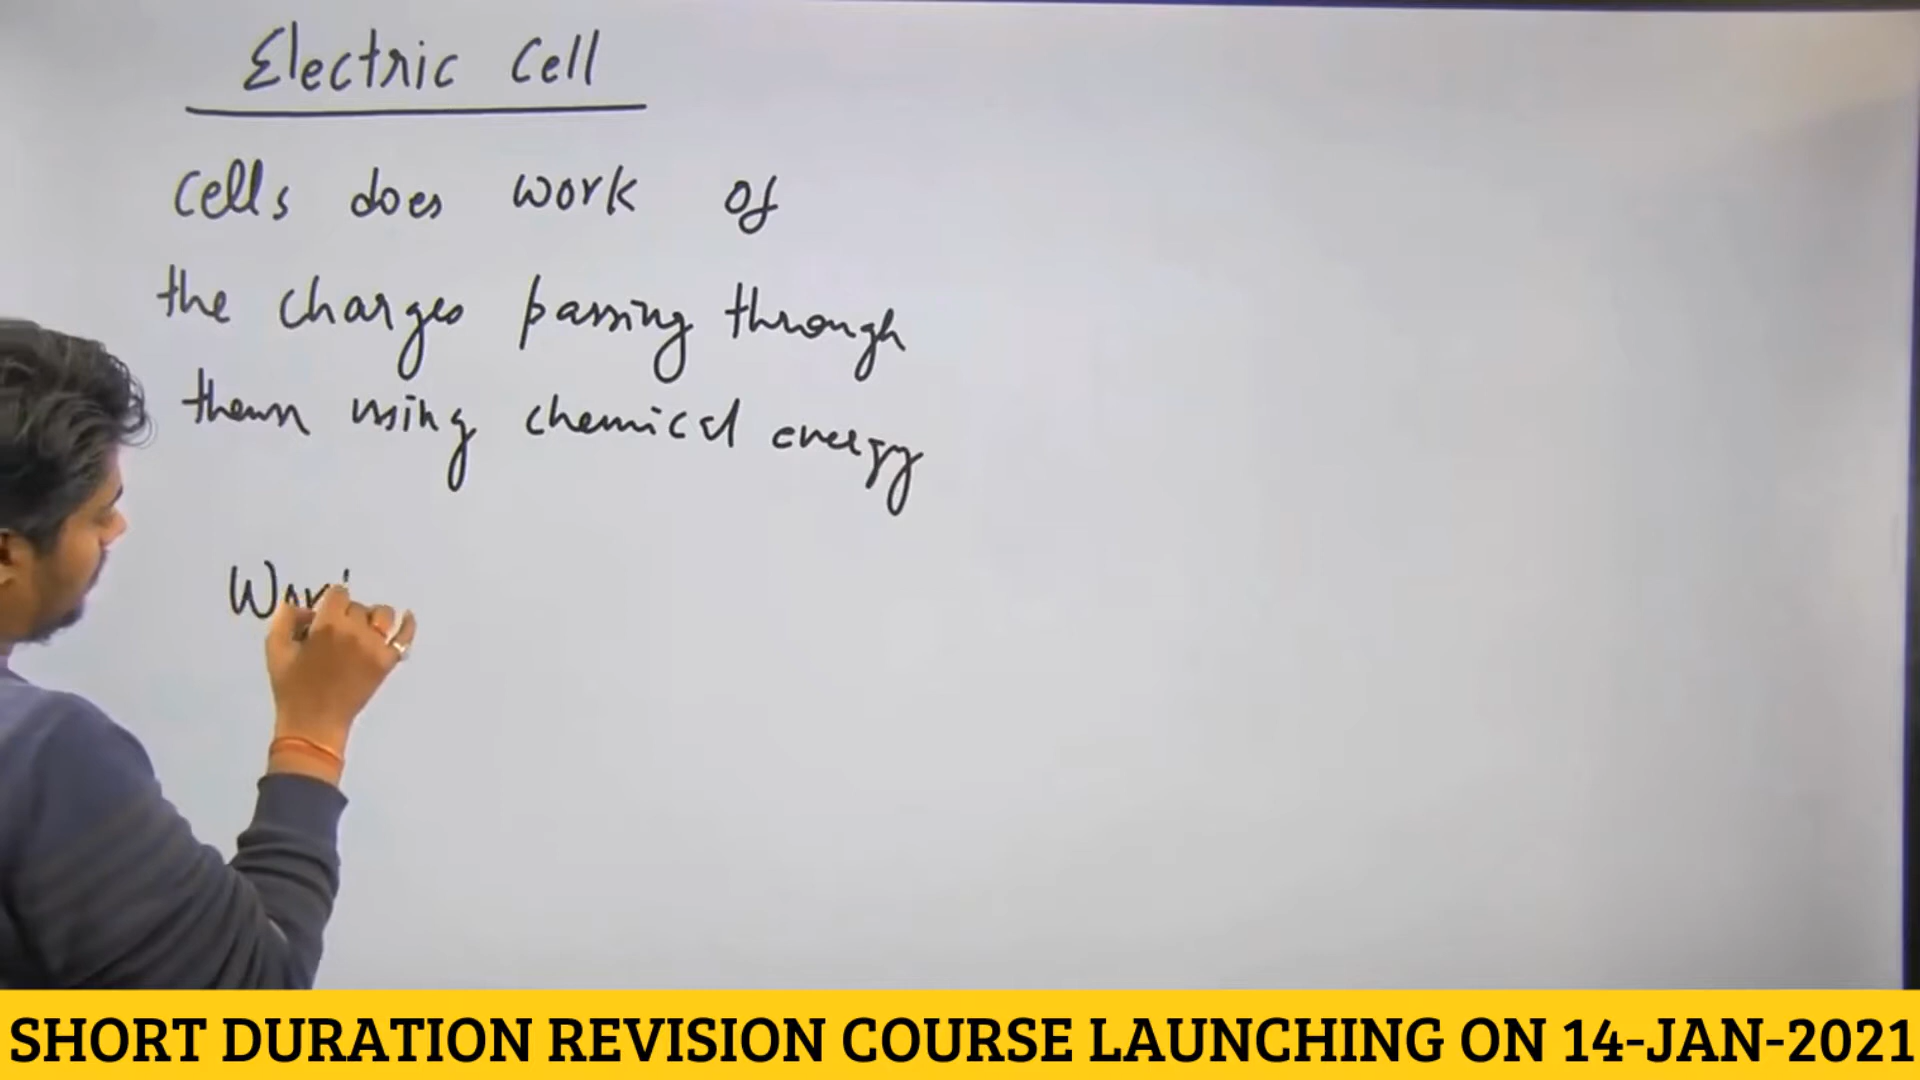 Electric Cell
Cells does work of
the charges passing through
them using chemical energy
SHORT DURATION REVISION COURSE LAUNCHING ON 14-JAN-2021